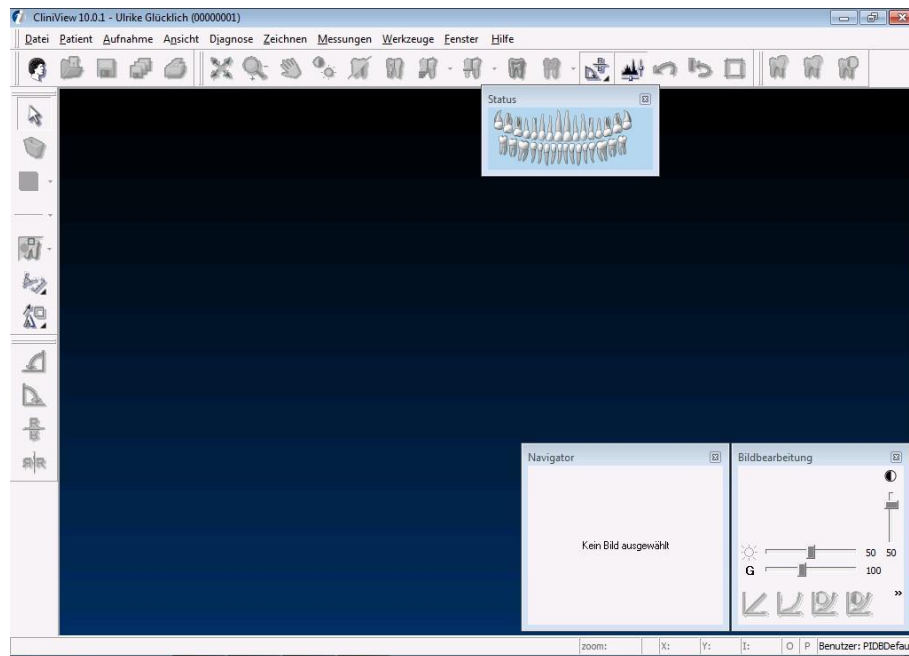 CliniView 10.0.1 - Ulrike Glücklich (00000001)
Datei Patient Aufnahme Ansicht Diagnose Zeichnen Messungen Werkzeuge Fenster Hilfe
Status
Navigator
Kein Bild ausgewählt
Bildbearbeitung
50 50
G 100
»
zoom: X: Y: I: O P Benutzer: PIDBDefau